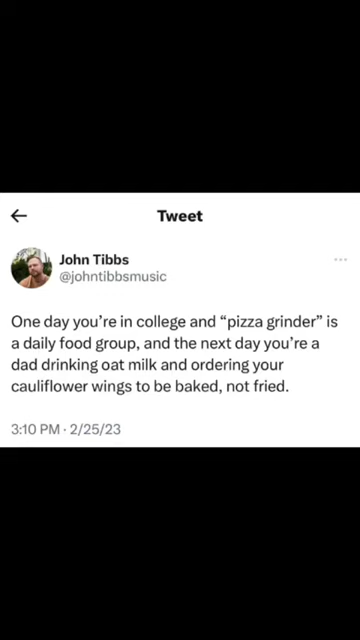 Tweet
John Tibbs
@johntibbsmusic
One day you’re in college and “pizza grinder” is
a daily food group, and the next day you’re a
dad drinking oat milk and ordering your
cauliflower wings to be baked, not fried.
3:10 PM · 2/25/23